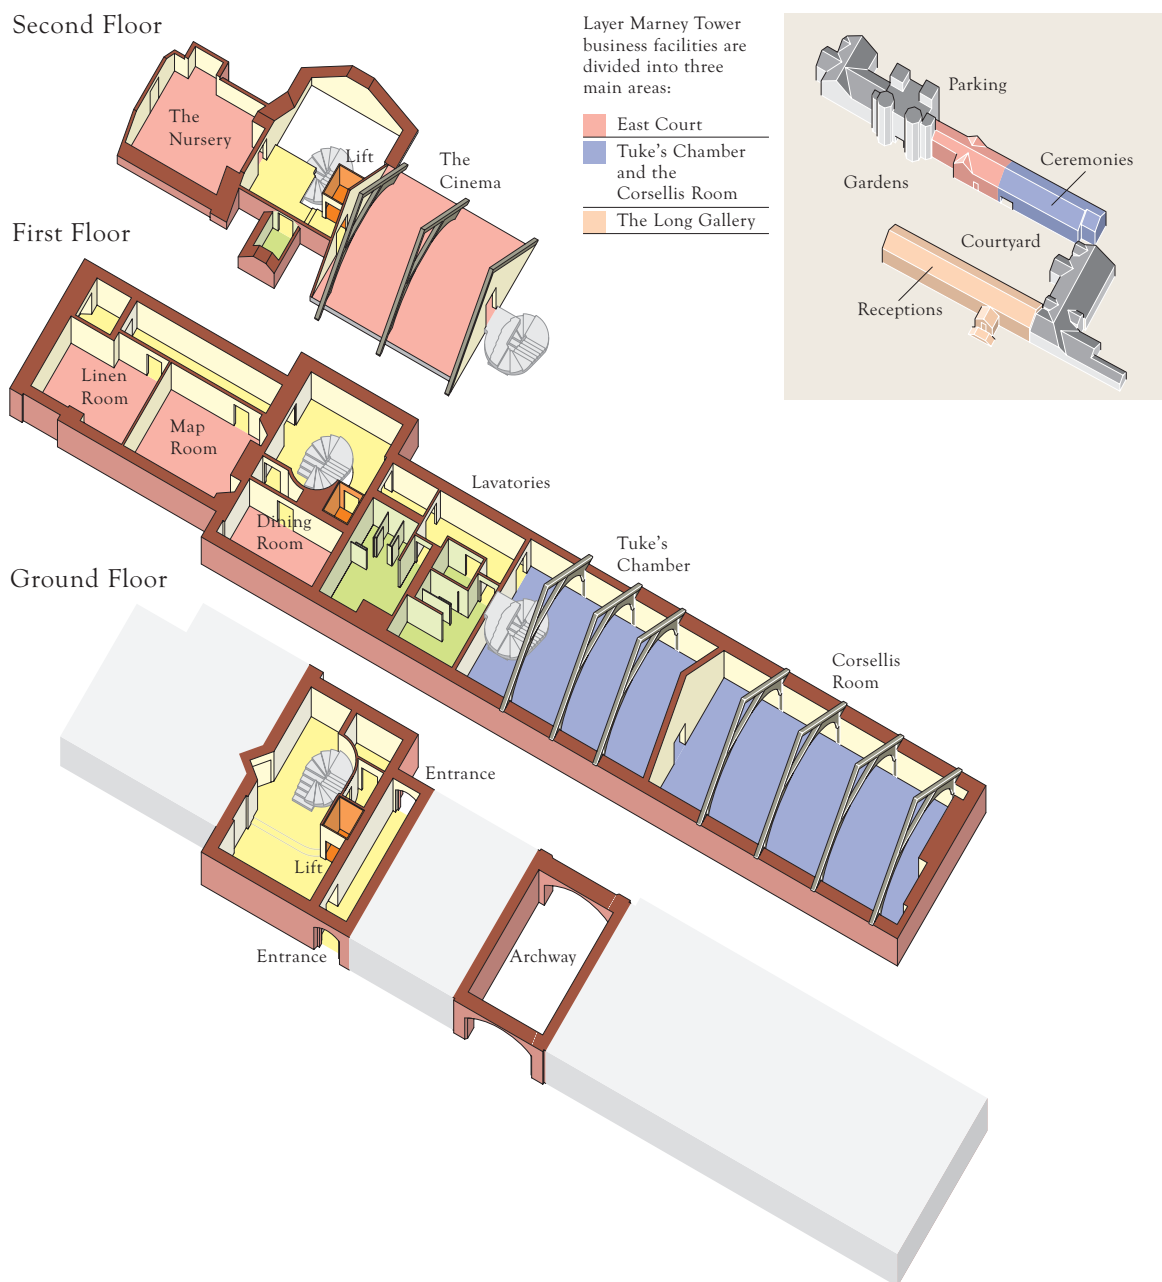 Second Floor
The
Nursery
Lift
The
Cinema
Layer Marney Tower
business facilities are
divided into three
main areas:
East Court
Tuke's Chamber
and the
Corsellis Room
The Long Gallery
Parking
Ceremonies
Gardens
Courtyard
Receptions
First Floor
Linen
Room
Map
Room
Dining
Room
Lavatories
Tuke's
Chamber
Corsellis
Room
Ground Floor
Entrance
Lift
Entrance
Archway